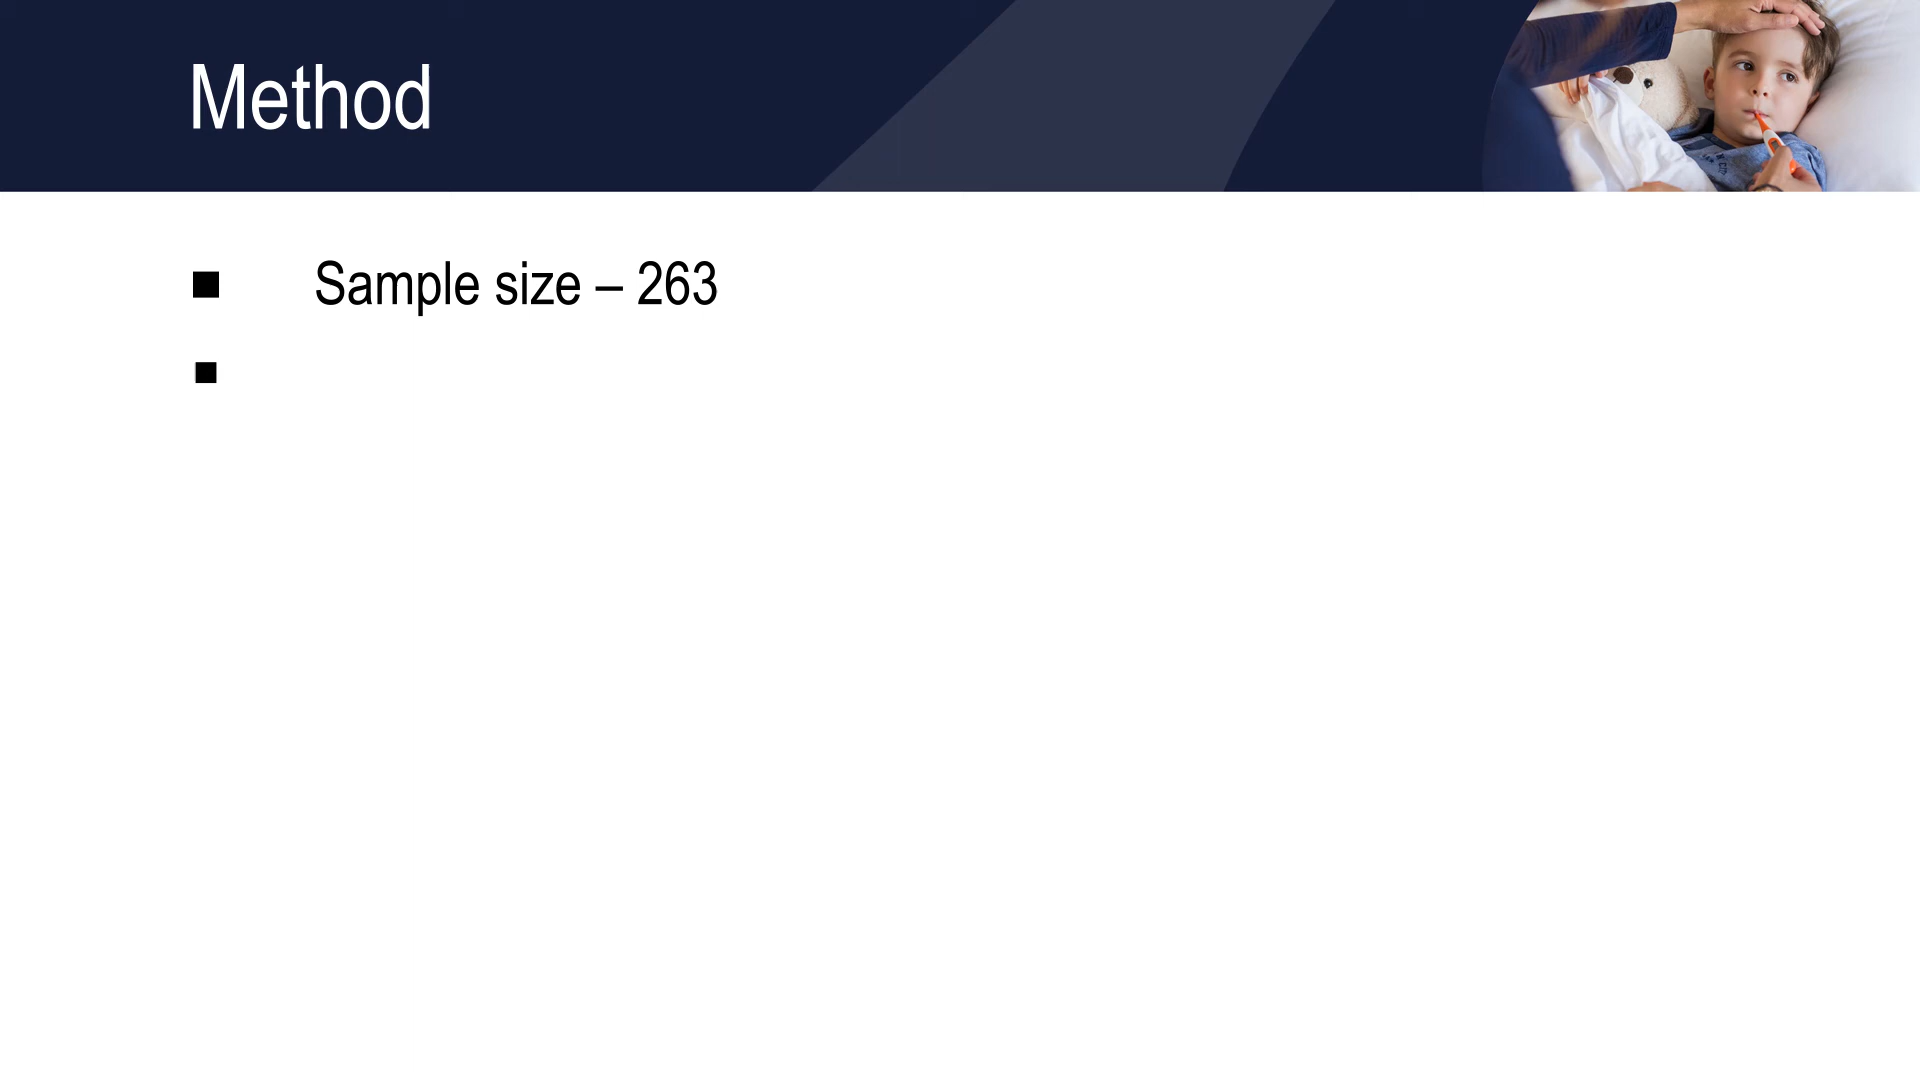 Method
■ Sample size – 263
■